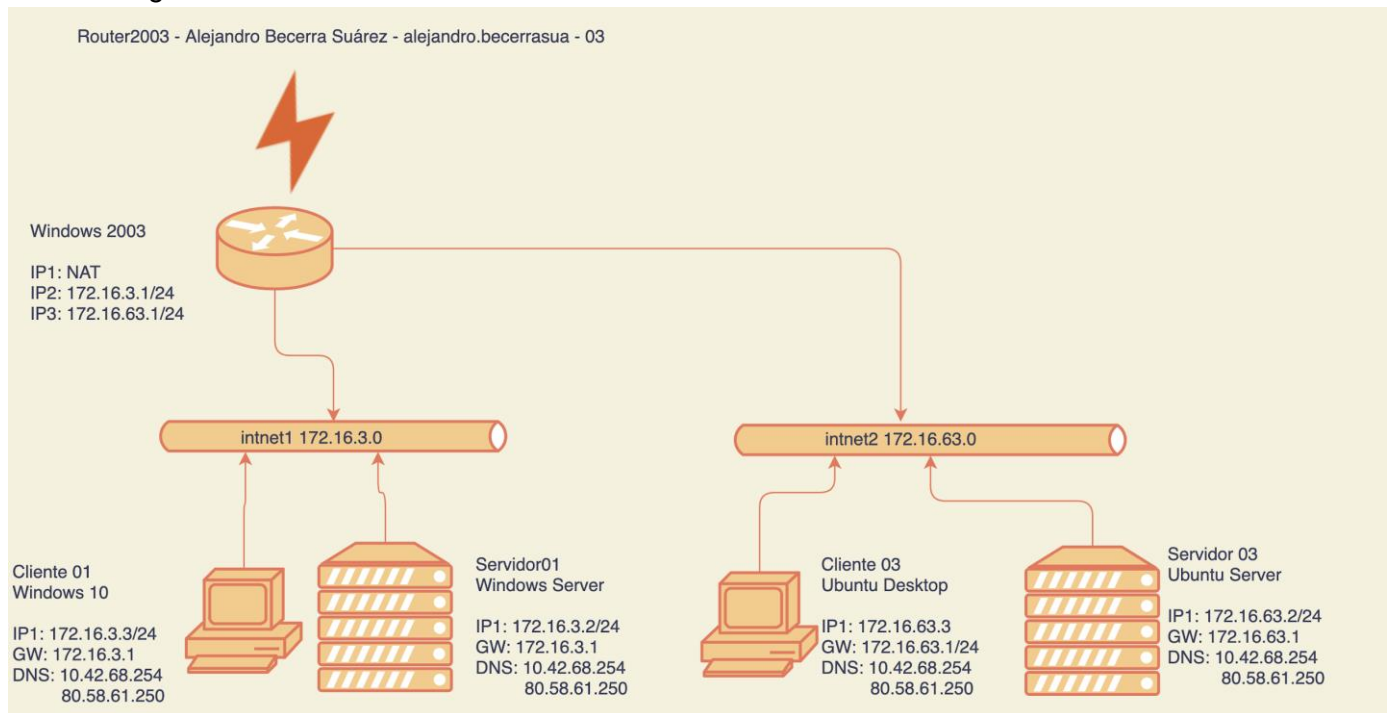 Router2003 - Alejandro Becerra Suárez - alejandro.becerrasua - 03
Windows 2003
IP1: NAT
IP2: 172.16.3.1/24
IP3: 172.16.63.1/24
intnet1 172.16.3.0
intnet2 172.16.63.0
Cliente 01
Windows 10
IP1: 172.16.3.3/24
GW: 172.16.3.1
DNS: 10.42.68.254
80.58.61.250
Servidor01
Windows Server
IP1: 172.16.3.2/24
GW: 172.16.3.1
DNS: 10.42.68.254
80.58.61.250
Cliente 03
Ubuntu Desktop
IP1: 172.16.63.3
GW: 172.16.63.1/24
DNS: 10.42.68.254
80.58.61.250
Servidor 03
Ubuntu Server
IP1: 172.16.63.2/24
GW: 172.16.63.1
DNS: 10.42.68.254
80.58.61.250